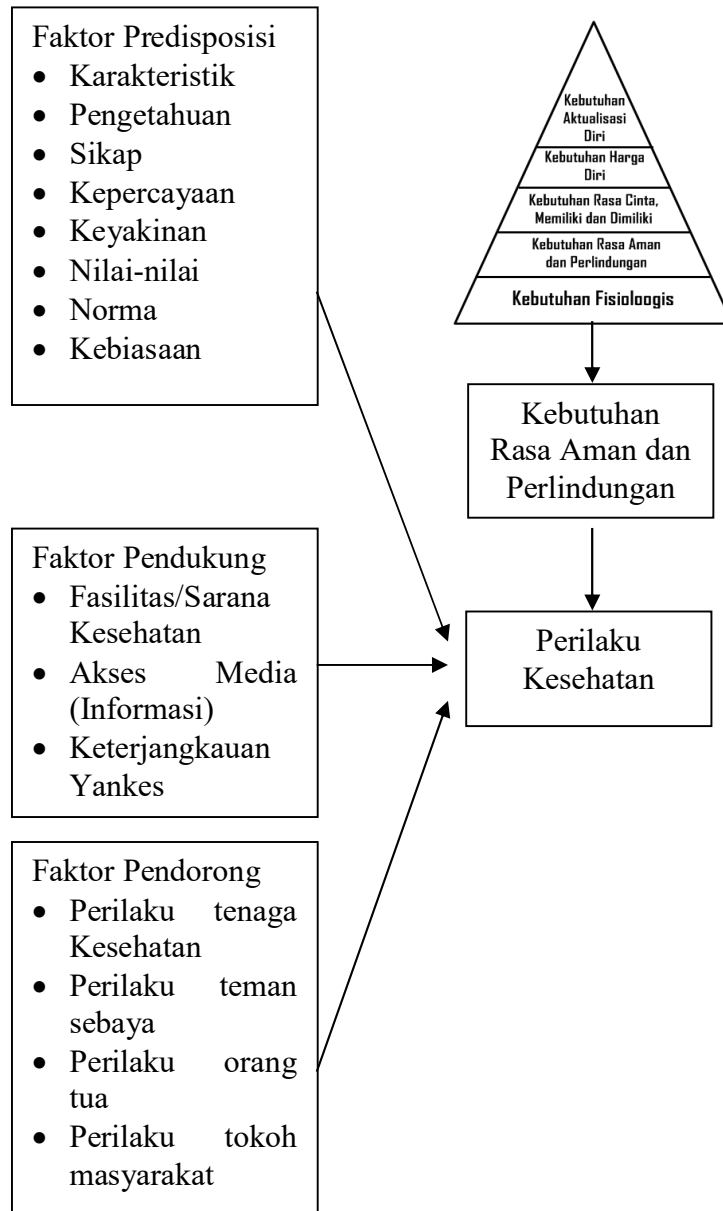 Faktor Predisposisi
• Karakteristik
• Pengetahuan
• Sikap
• Kepercayaan
• Keyakinan
• Nilai-nilai
• Norma
• Kebiasaan
Kebutuhan
Aktualisasi
Diri
Kebutuhan Harga
Diri
Kebutuhan Rasa Cinta,
Memiliki dan Dimiliki
Kebutuhan Rasa Aman
dan Perlindungan
Kebutuhan Fisioloogis
Kebutuhan
Rasa Aman dan
Perlindungan
Faktor Pendukung
• Fasilitas/Sarana
Kesehatan
• Akses Media
(Informasi)
• Keterjangkauan
Yankes
Perilaku
Kesehatan
Faktor Pendorong
• Perilaku tenaga
Kesehatan
• Perilaku teman
sebaya
• Perilaku orang
tua
• Perilaku tokoh
masyarakat